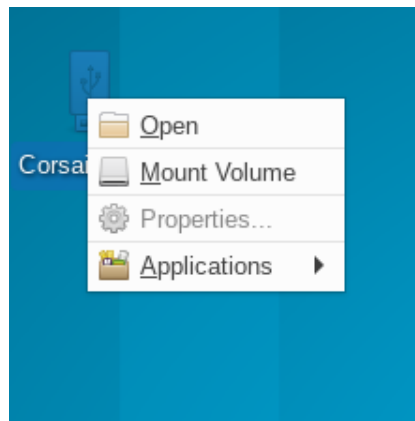 Corsai
Open
Mount Volume
Properties...
Applications